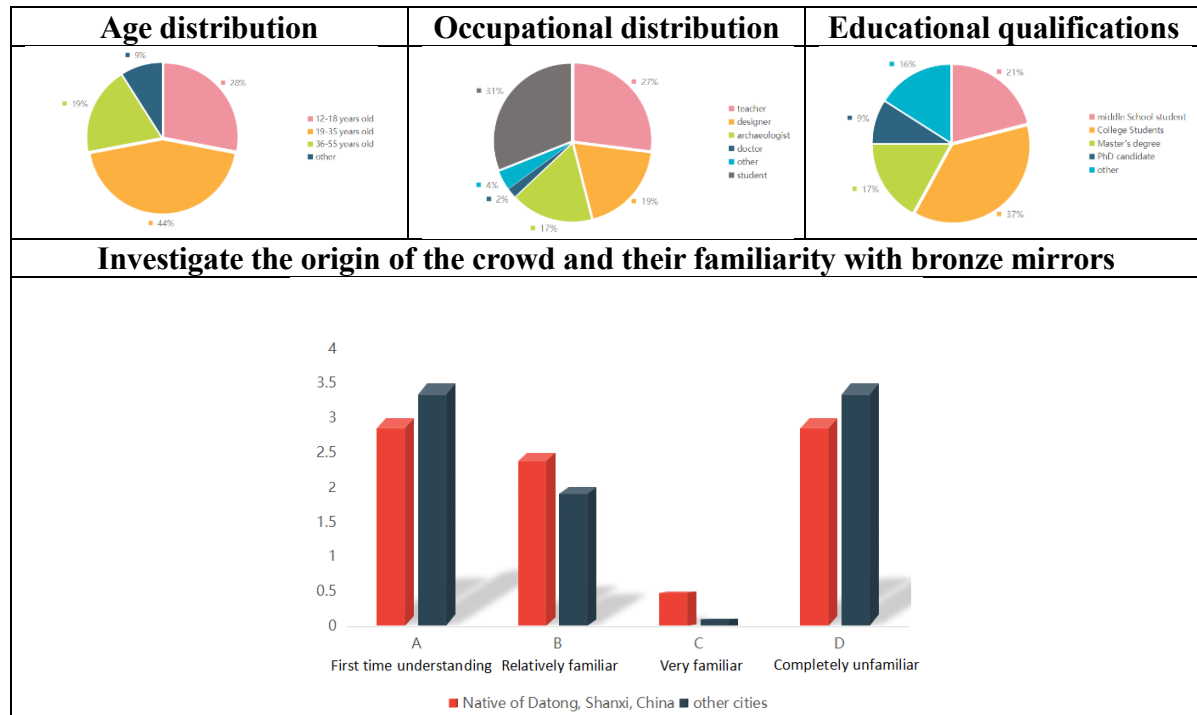 Age distribution
Occupational distribution
Educational qualifications
9%
28%
19%
44%
12-18 years old
19-35 years old
36-55 years old
other
31%
27%
4%
2%
17%
19%
teacher
designer
archaeologist
doctor
other
student
16%
21%
9%
17%
37%
middle School student
College Students
Master's degree
PhD candidate
other
Investigate the origin of the crowd and their familiarity with bronze mirrors
4
3.5
3
2.5
2
1.5
1
0.5
0
A
B
C
D
First time understanding
Relatively familiar
Very familiar
Completely unfamiliar
Native of Datong, Shanxi, China
other cities